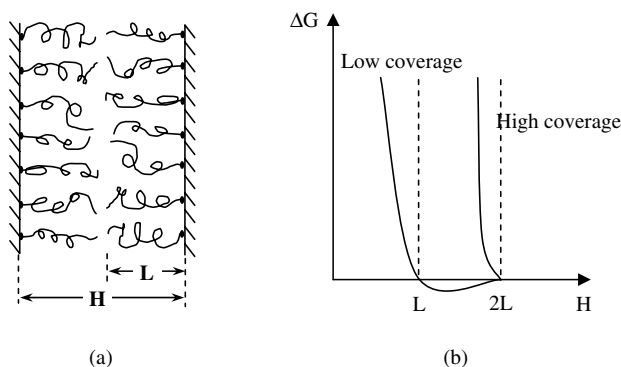 L
H
(a)
ΔG
Low coverage
High coverage
L
2L
H
(b)